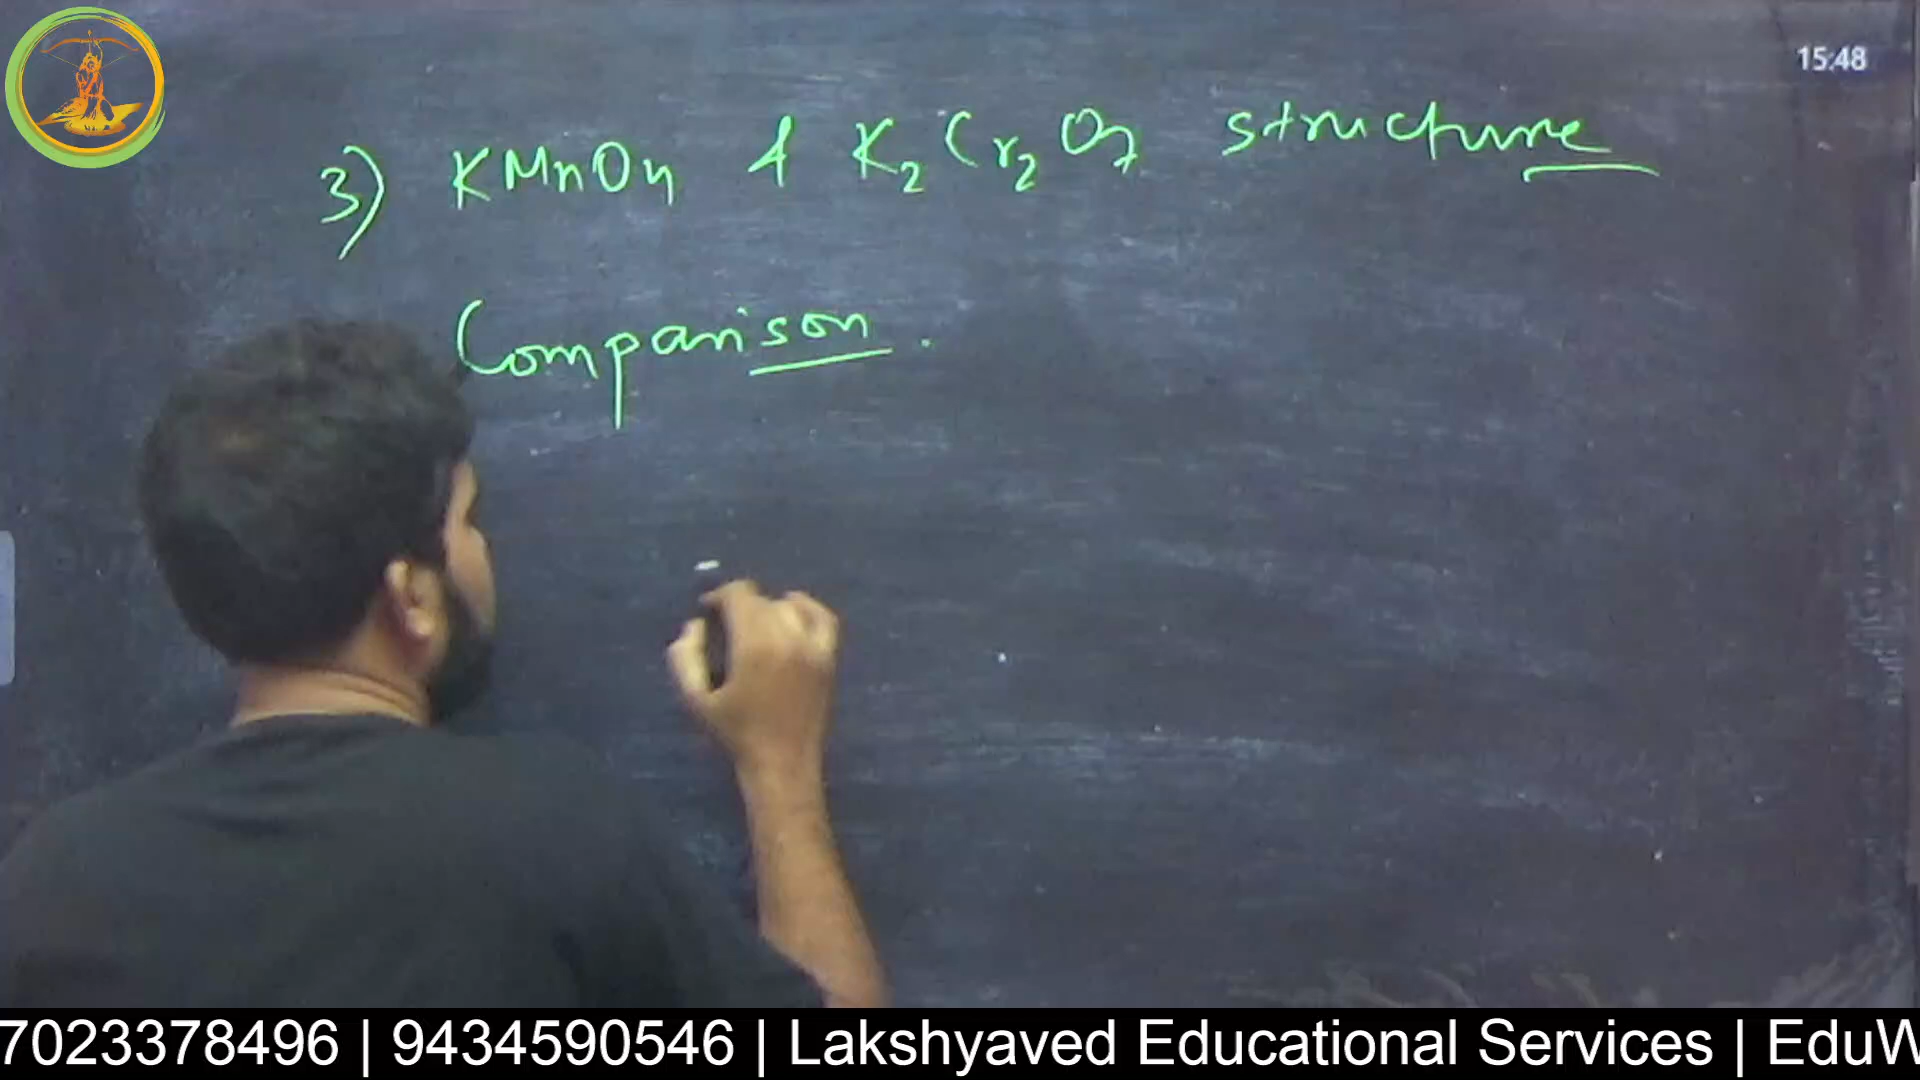 15:48
3) KMnO4 & K2Cr2O7 structure
Comparison.
7023378496 | 9434590546 | Lakshyaved Educational Services | EduW